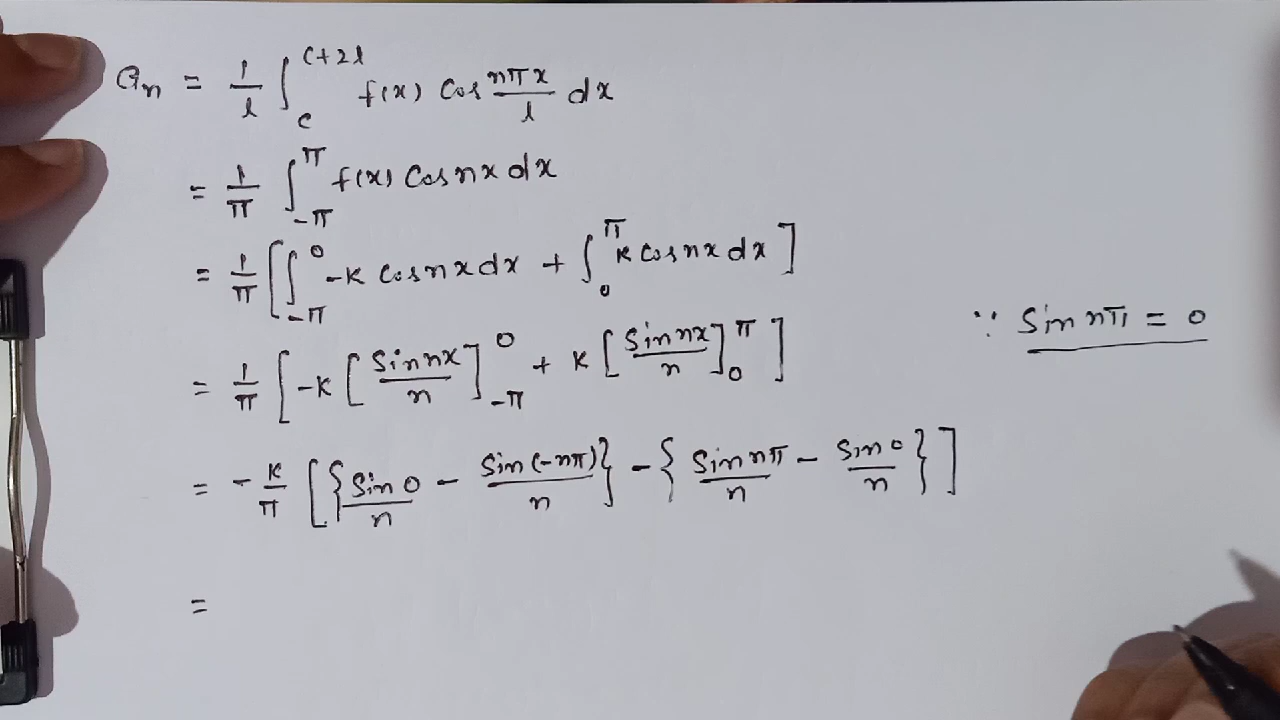 an = 1/l ∫_c^{c+2l} f(x) cos nπx/l dx
= 1/π ∫_{-π}^{π} f(x) cos nx dx
= 1/π [∫_{-π}^{0} -k cos nx dx + ∫_0^π k cos nx dx]
= 1/π [-k [sin nx/n]_{-π}^{0} + k [sin nx/n]_0^π]
∵ sin nπ = 0
= -k/π [{sin 0/n - sin(-nπ)/n} - {sin nπ/n - sin 0/n}]
=